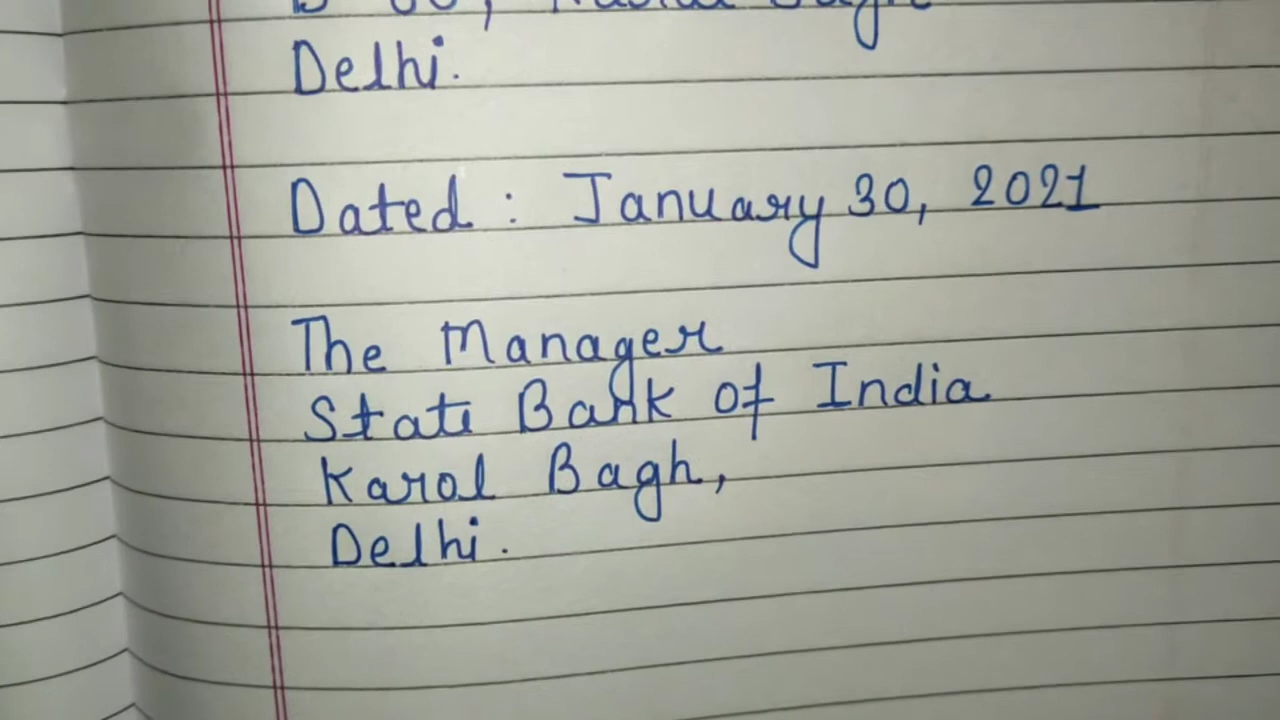 Delhi.
Dated : January 30, 2021
The Manager
State Bank of India
Karol Bagh,
Delhi.